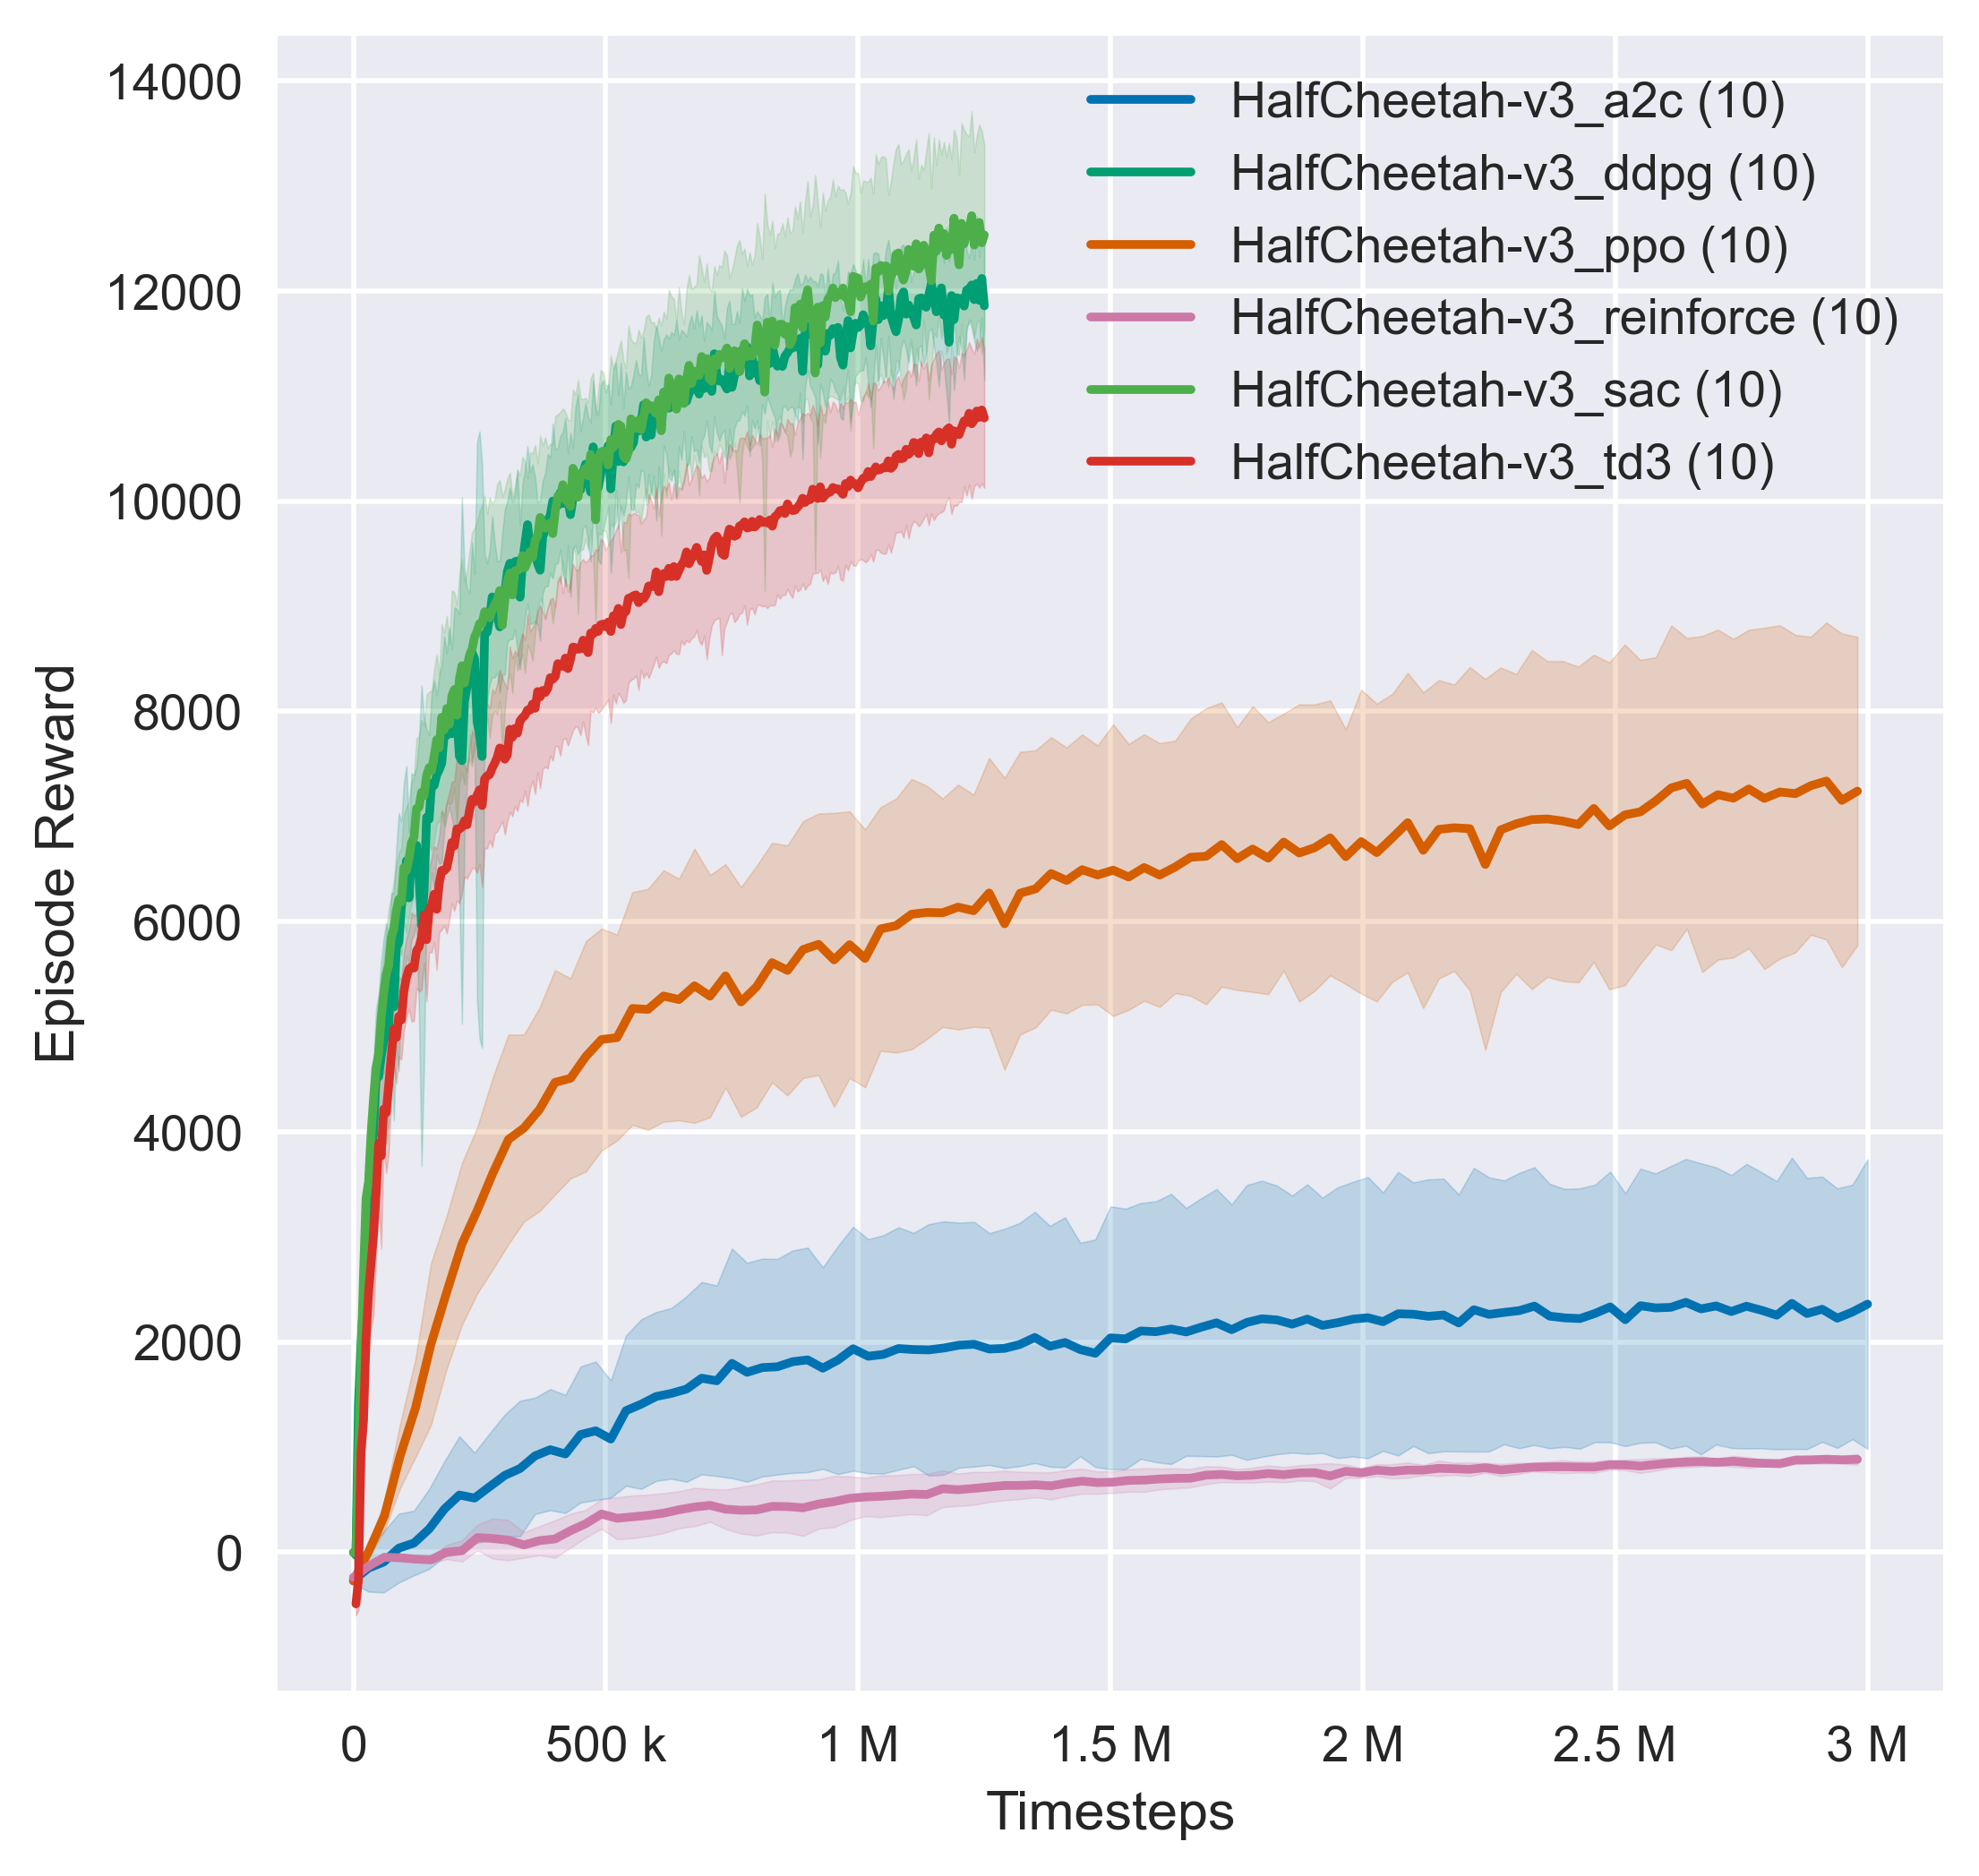 14000
12000
10000
8000
6000
4000
2000
0
Episode Reward
HalfCheetah-v3_a2c (10)
HalfCheetah-v3_ddpg (10)
HalfCheetah-v3_ppo (10)
HalfCheetah-v3_reinforce (10)
HalfCheetah-v3_sac (10)
HalfCheetah-v3_td3 (10)
0 500 k 1 M 1.5 M 2 M 2.5 M 3 M
Timesteps